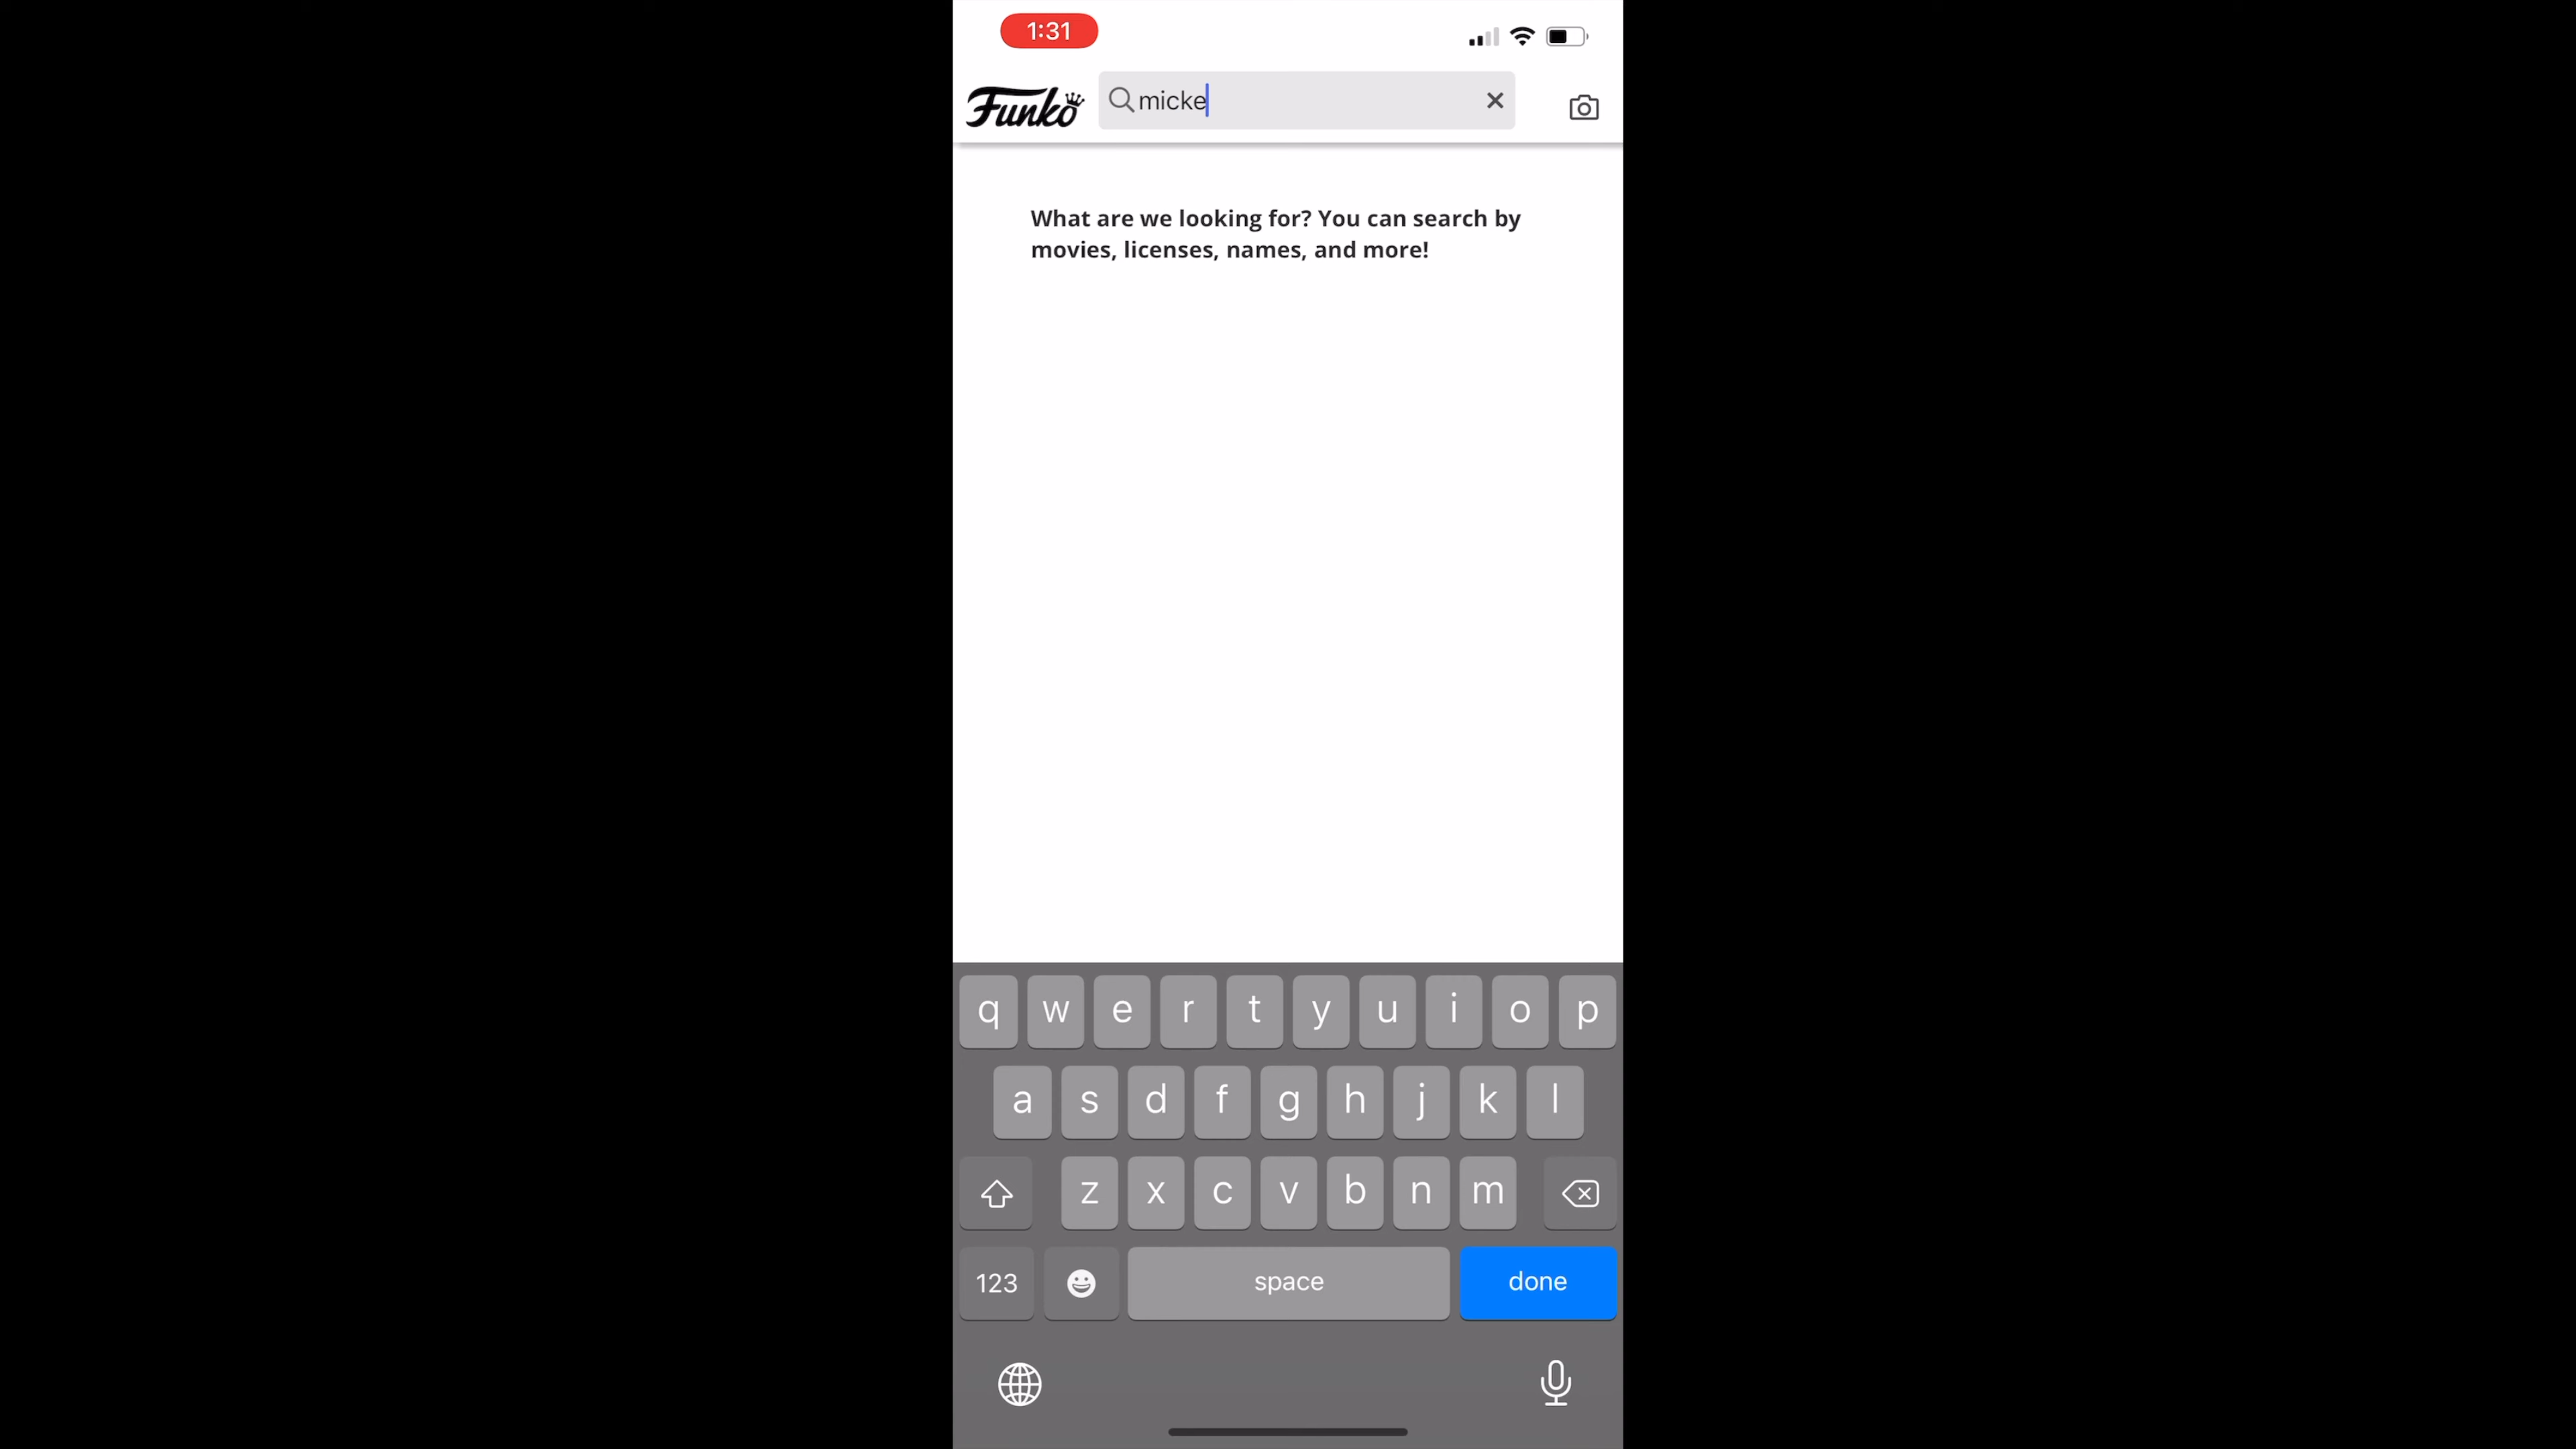 1:31
Funko
micke
What are we looking for? You can search by
movies, licenses, names, and more!
q w e r t y u i o p
a s d f g h j k l
z x c v b n m
123 space done